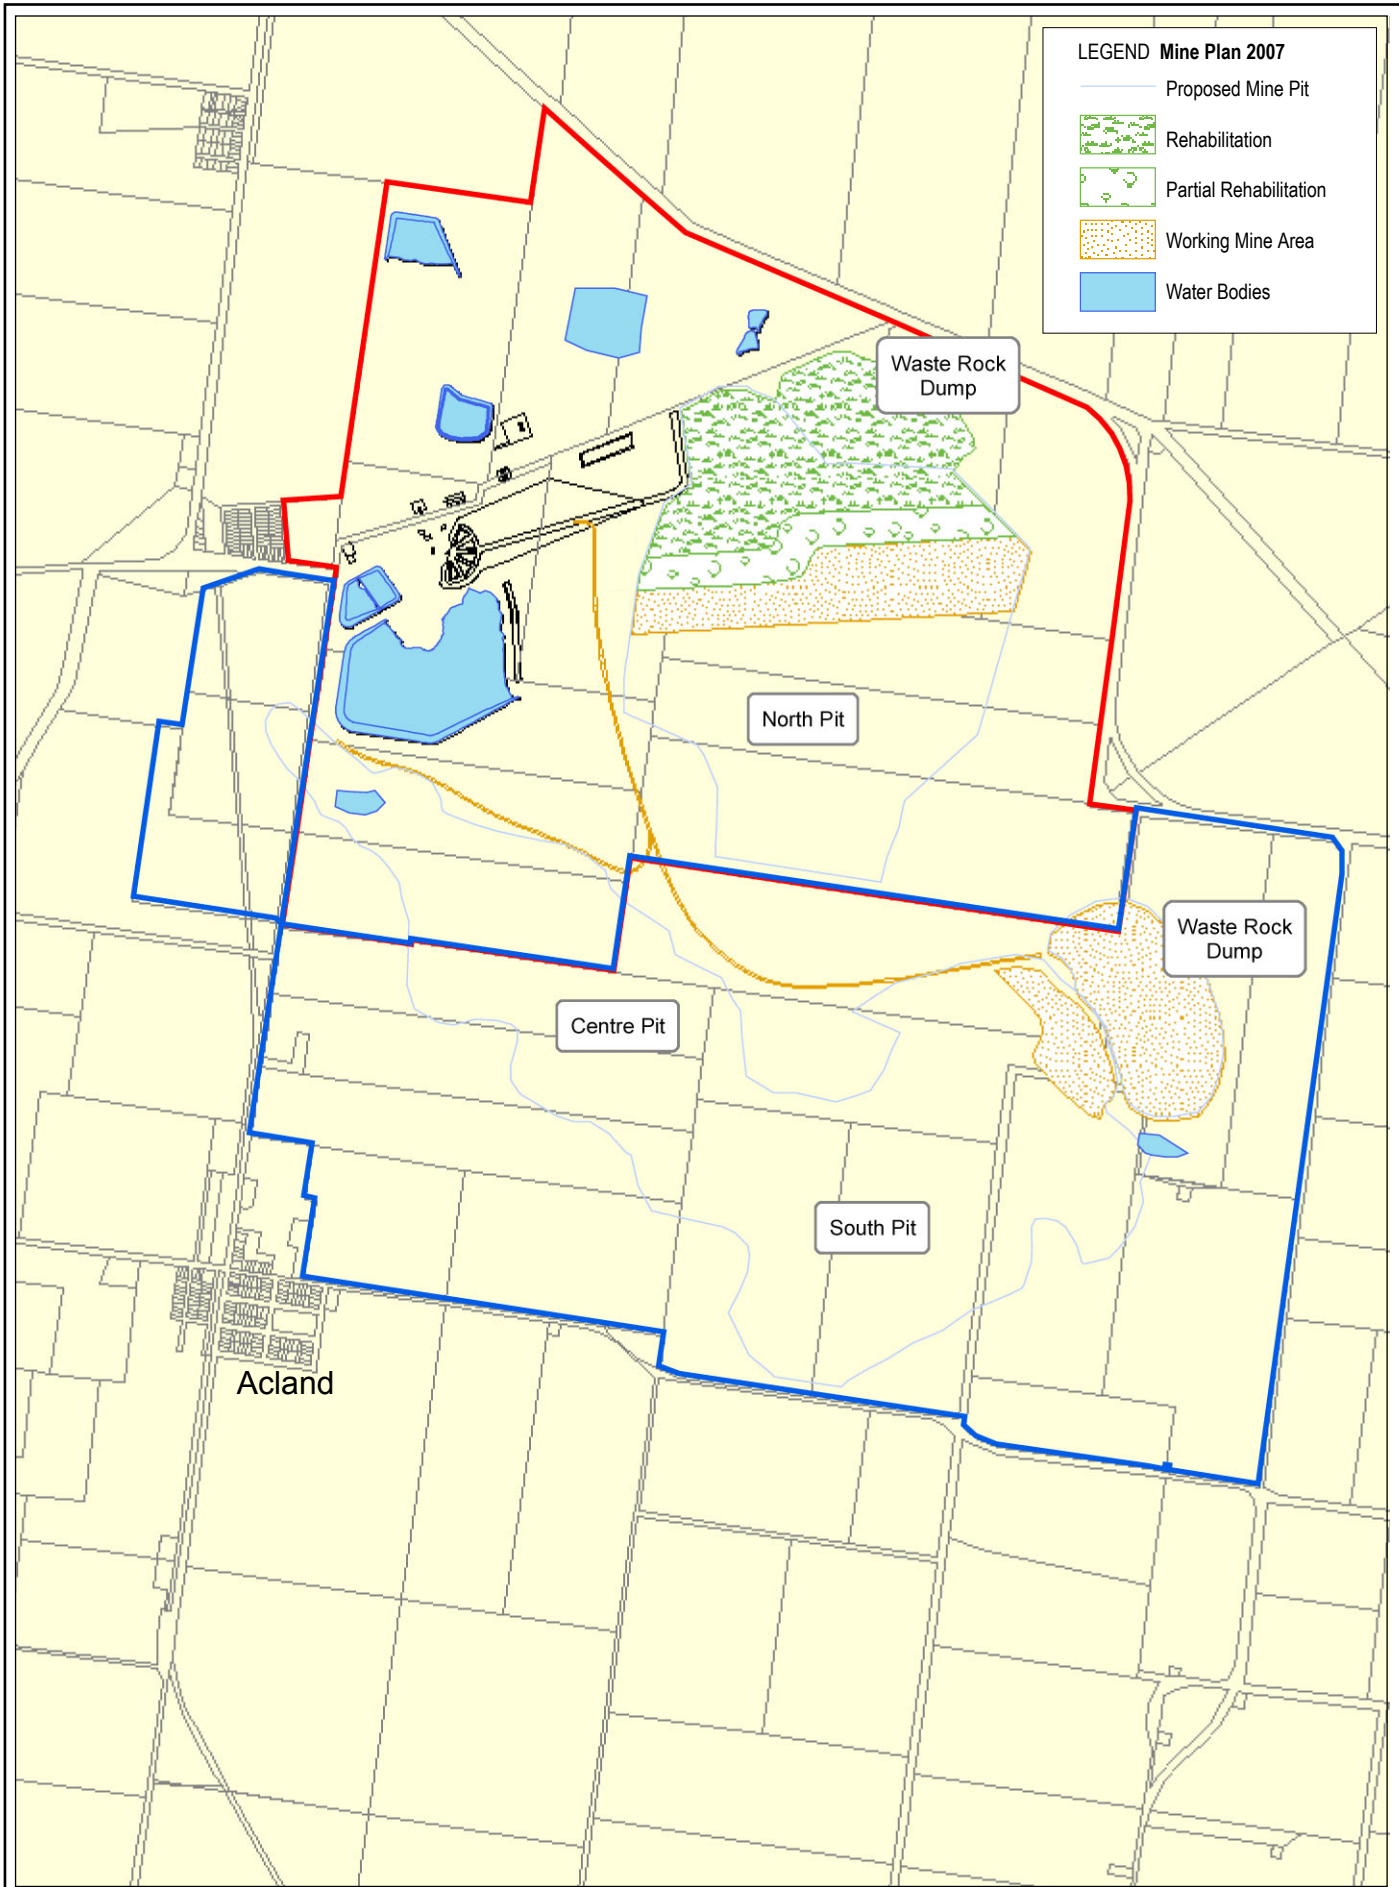 LEGEND Mine Plan 2007
Proposed Mine Pit
Rehabilitation
Partial Rehabilitation
Working Mine Area
Water Bodies
Waste Rock
Dump
North Pit
Waste Rock
Dump
Centre Pit
South Pit
Acland